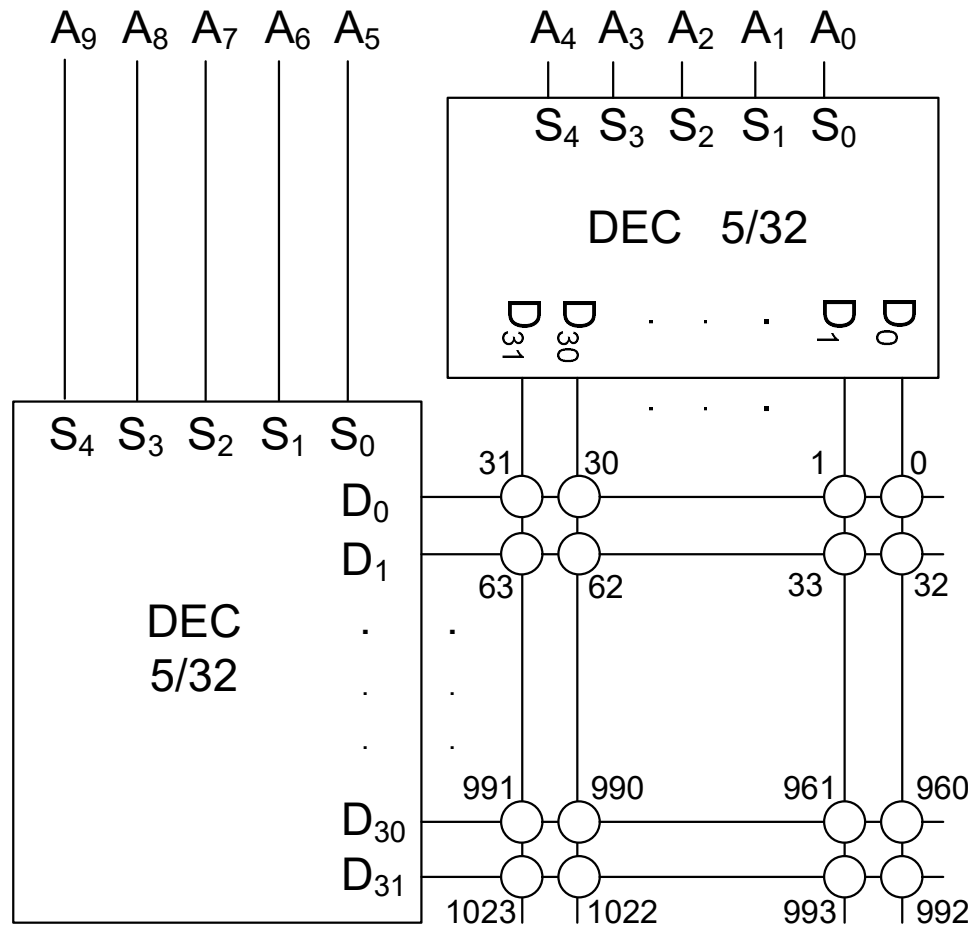 A₉ A₈ A₇ A₆ A₅ A₄ A₃ A₂ A₁ A₀
S₄ S₃ S₂ S₁ S₀
DEC 5/32
D₃₁ D₃₀ . . . D₁ D₀
. . .
S₄ S₃ S₂ S₁ S₀
31 30 1 0
D₀
D₁
63 62 33 32
DEC
5/32
. .
. .
. .
991 990 961 960
D₃₀
D₃₁
1023 1022 993 992